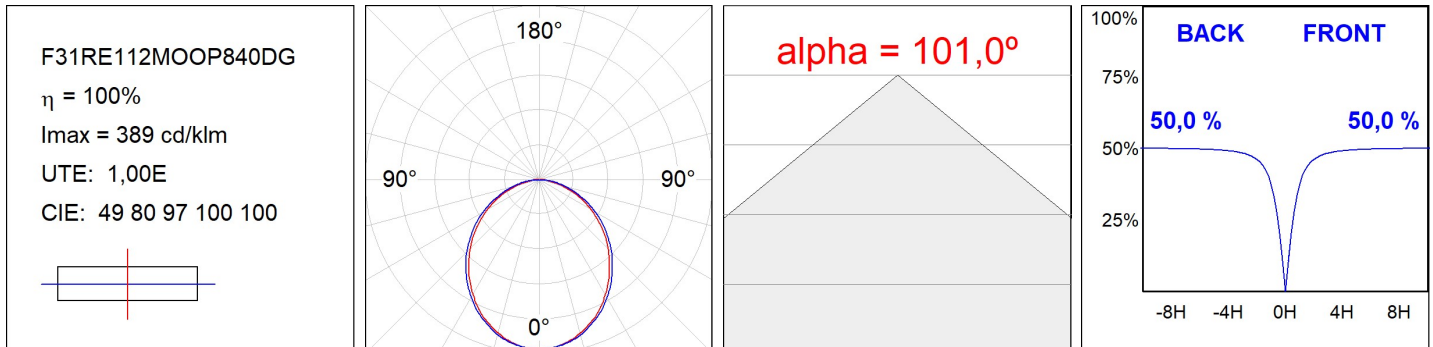 F31RE112MOOP840DG
η = 100%
Imax = 389 cd/klm
UTE: 1,00E
CIE: 49 80 97 100 100
180°
90° 90°
0°
alpha = 101,0º
100%
BACK FRONT
75%
50,0 % 50,0 %
50%
25%
-8H -4H 0H 4H 8H